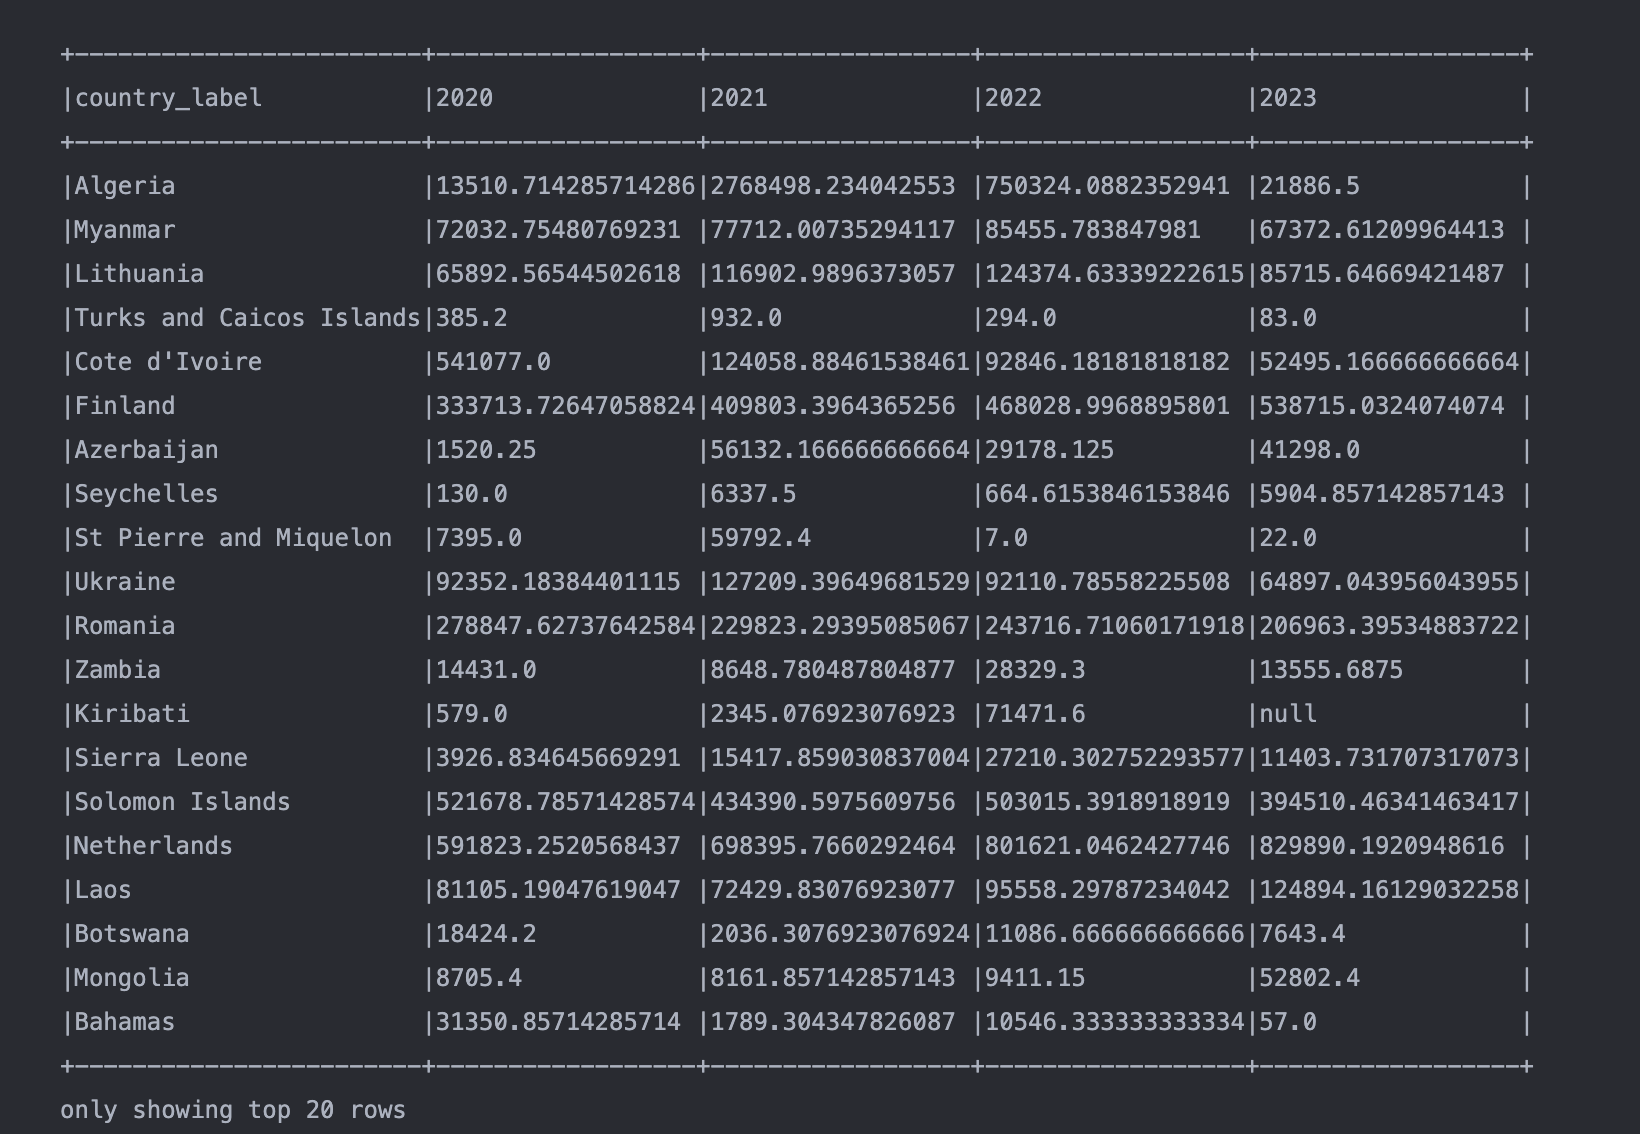 +------------------------+------------------+------------------+------------------+------------------+
|country_label           |2020              |2021              |2022              |2023              |
+------------------------+------------------+------------------+------------------+------------------+
|Algeria                 |13510.714285714286|2768498.234042553 |750324.0882352941 |21886.5           |
|Myanmar                 |72032.75480769231 |77712.00735294117 |85455.783847981   |67372.61209964413 |
|Lithuania               |65892.56544502618 |116902.9896373057 |124374.63339222615|85715.64669421487 |
|Turks and Caicos Islands|385.2             |932.0             |294.0             |83.0              |
|Cote d'Ivoire           |541077.0          |124058.88461538461|92846.18181818182 |52495.166666666664|
|Finland                 |333713.72647058824|409803.3964365256 |468028.9968895801 |538715.0324074074 |
|Azerbaijan              |1520.25           |56132.166666666664|29178.125         |41298.0           |
|Seychelles              |130.0             |6337.5            |664.6153846153846 |5904.857142857143 |
|St Pierre and Miquelon  |7395.0            |59792.4           |7.0               |22.0              |
|Ukraine                 |92352.18384401115 |127209.39649681529|92110.78558225508 |64897.043956043955|
|Romania                 |278847.62737642584|229823.29395085067|243716.71060171918|206963.39534883722|
|Zambia                  |14431.0           |8648.780487804877 |28329.3           |13555.6875        |
|Kiribati                |579.0             |2345.076923076923 |71471.6           |null              |
|Sierra Leone            |3926.834645669291 |15417.859030837004|27210.302752293577|11403.731707317073|
|Solomon Islands         |521678.78571428574|434390.5975609756 |503015.3918918919 |394510.46341463417|
|Netherlands             |591823.2520568437 |698395.7660292464 |801621.0462427746 |829890.1920948616 |
|Laos                    |81105.19047619047 |72429.83076923077 |95558.29787234042 |124894.16129032258|
|Botswana                |18424.2           |2036.3076923076924|11086.666666666666|7643.4            |
|Mongolia                |8705.4            |8161.857142857143 |9411.15           |52802.4           |
|Bahamas                 |31350.85714285714 |1789.304347826087 |10546.333333333334|57.0              |
+------------------------+------------------+------------------+------------------+------------------+
only showing top 20 rows